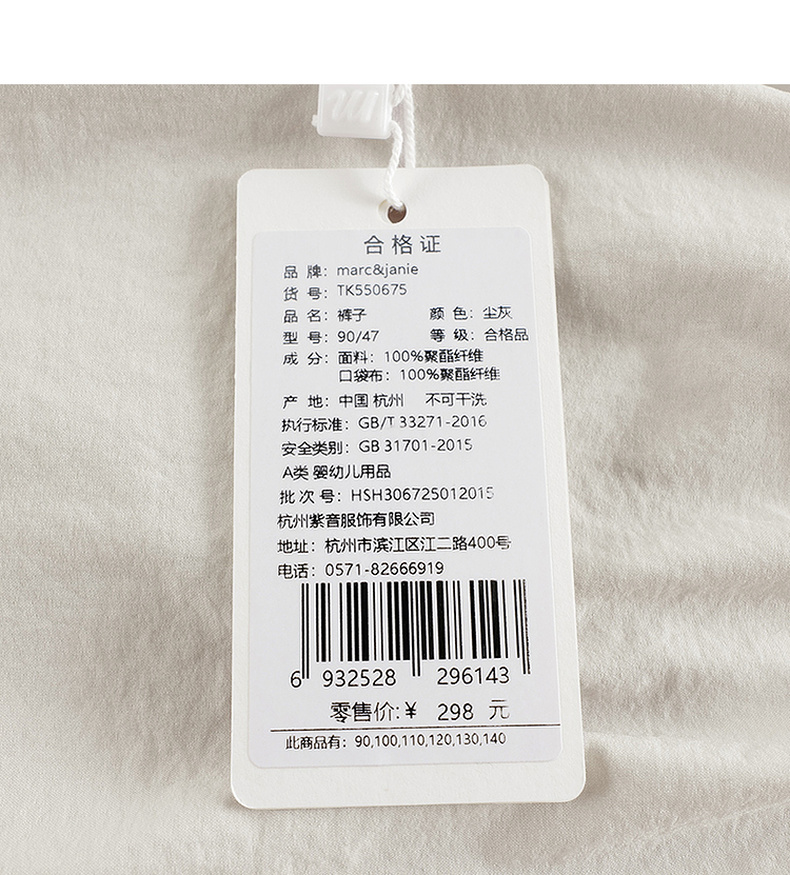 合格证
品 牌：marc&janie
货 号：TK550675
品 名：裤子 颜 色：尘灰
型 号：90/47 等 级：合格品
成 分：面料：100%聚酯纤维
口袋布：100%聚酯纤维
产 地：中国 杭州 不可干洗
执行标准：GB/T 33271-2016
安全类别：GB 31701-2015
A类 婴幼儿用品
批 次 号：HSH306725012015
杭州紫音服饰有限公司
地址：杭州市滨江区江二路400号
电话：0571-82666919
6 932528 296143
零售价:¥ 298 元
此商品有：90,100,110,120,130,140